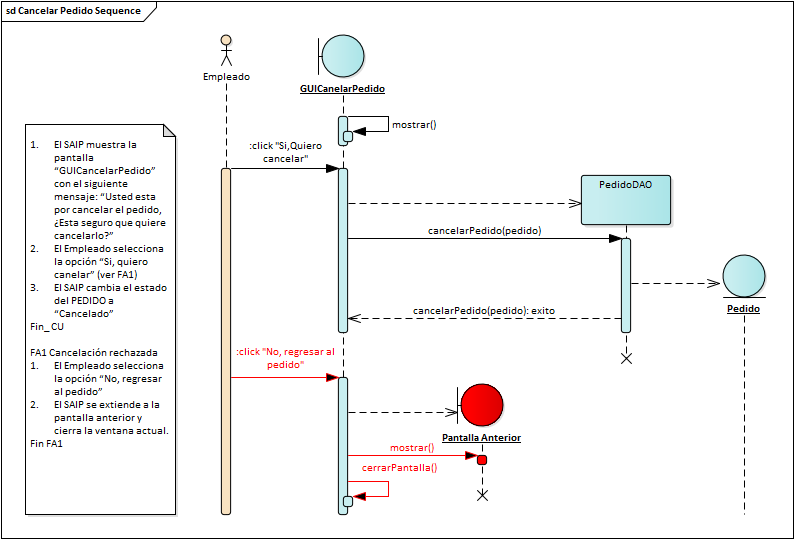 sd Cancelar Pedido Sequence
Empleado
GUICanelarPedido
mostrar()
:click "Si,Quiero
cancelar"
PedidoDAO
cancelarPedido(pedido)
Pedido
cancelarPedido(pedido): exito
:click "No, regresar al
pedido"
Pantalla Anterior
mostrar()
cerrarPantalla()
1. El SAIP muestra la
pantalla
“GUICancelarPedido”
con el siguiente
mensaje: “Usted esta
por cancelar el pedido,
¿Esta seguro que quiere
cancelarlo?”
2. El Empleado selecciona
la opción “Si, quiero
canelar” (ver FA1)
3. El SAIP cambia el estado
del PEDIDO a
“Cancelado”
Fin_CU
FA1 Cancelación rechazada
1. El Empleado selecciona
la opción “No, regresar
al pedido”
2. El SAIP se extiende a la
pantalla anterior y
cierra la ventana actual.
Fin FA1